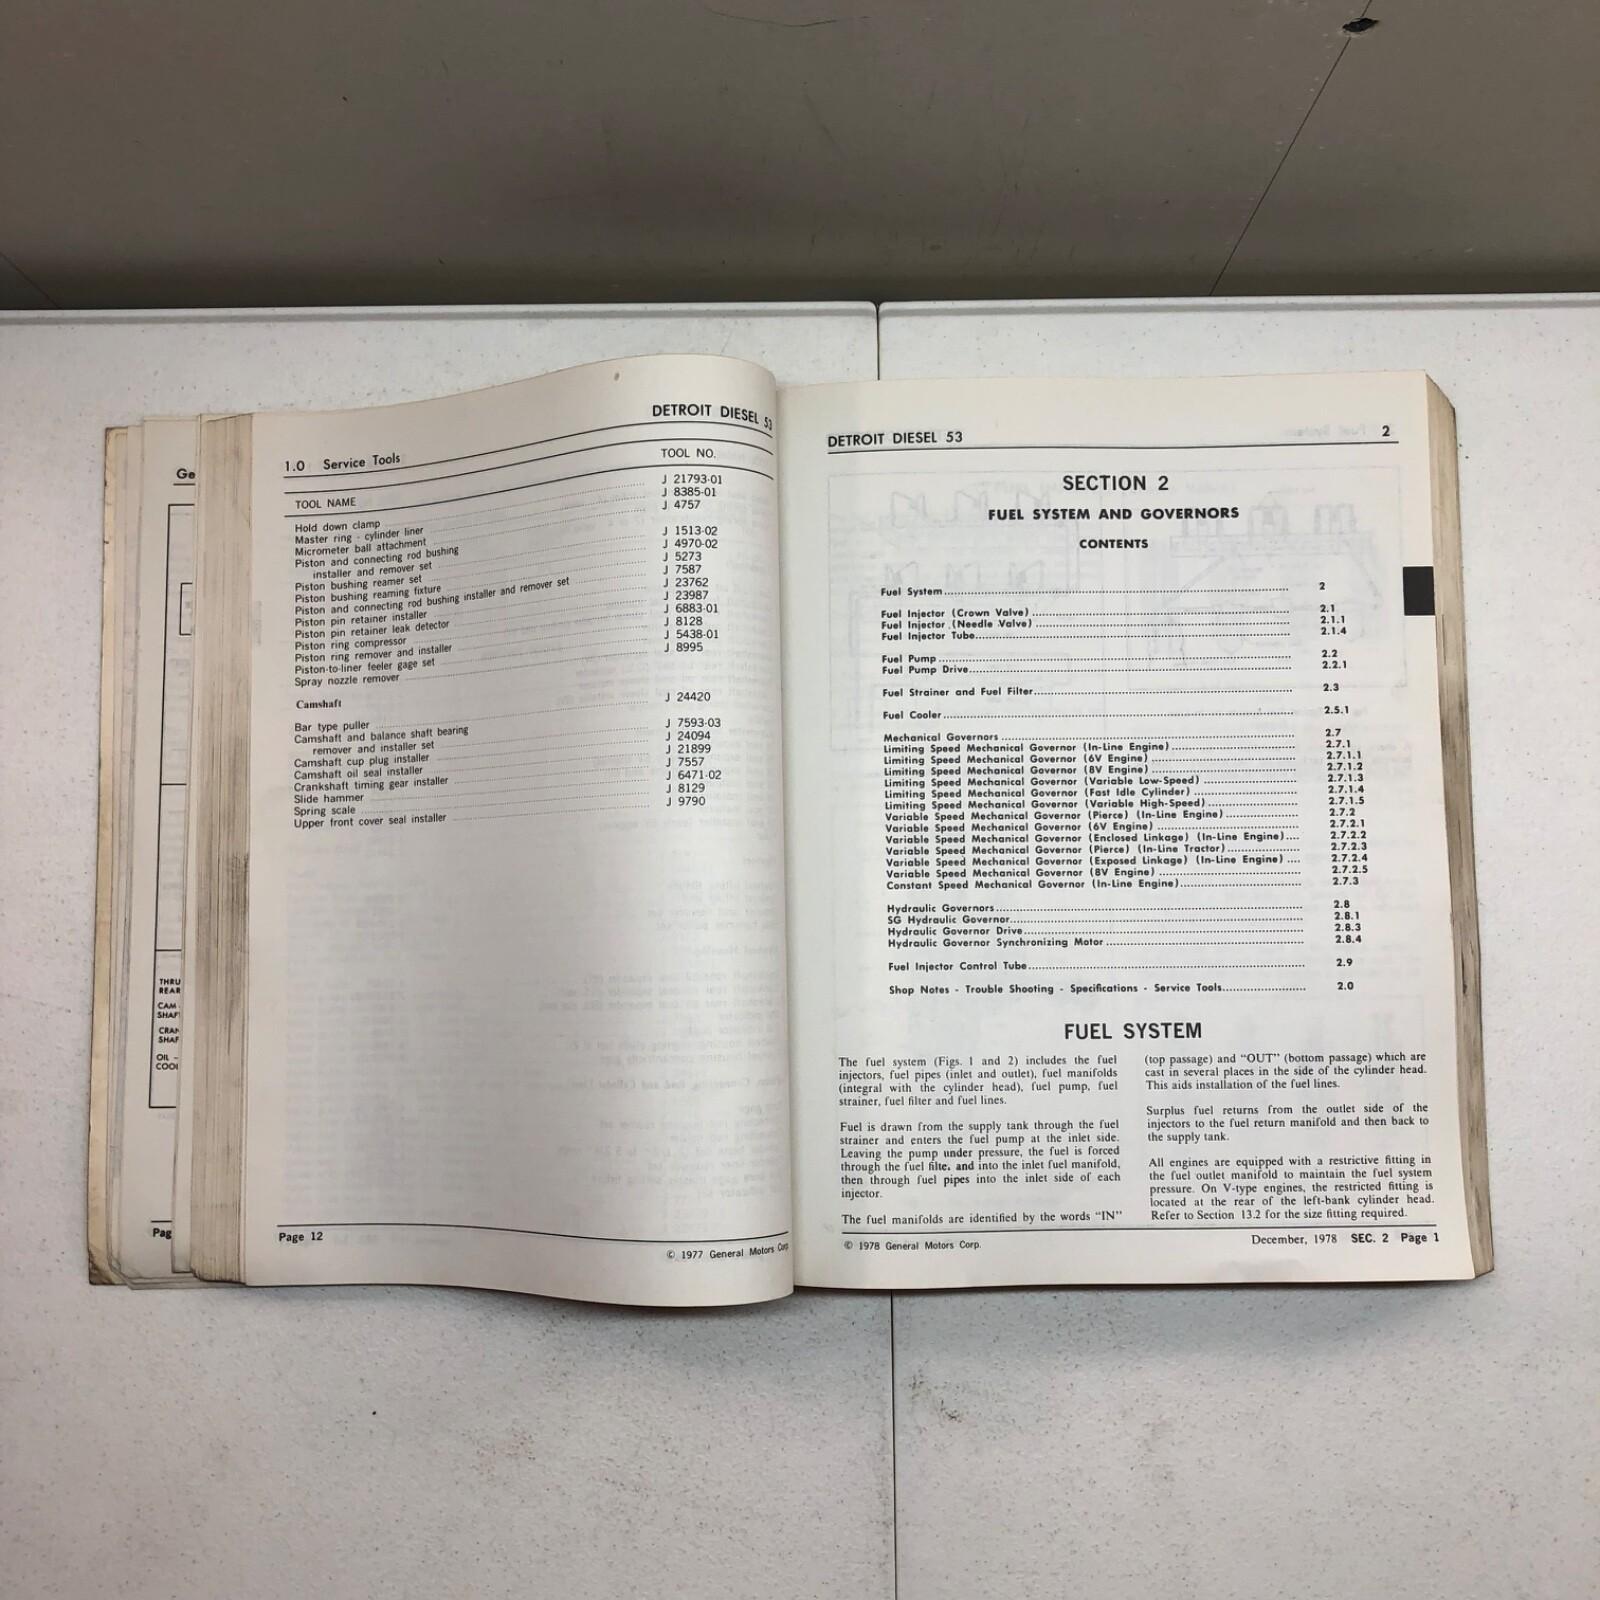 Ge
THRU
REAR
CAM
SHAF
CRAN
SHAF
OIL –
COOL
Pag
DETROIT DIESEL 53
1.0 Service Tools
TOOL NAME TOOL NO.
Hold down clamp J 21793-01
Master ring - cylinder liner J 8385-01
Micrometer ball attachment J 4757
Piston and connecting rod bushing
installer and remover set J 1513-02
Piston bushing reamer set J 4970-02
Piston bushing reaming fixture J 5273
Piston and connecting rod bushing installer and remover set J 7587
Piston pin retainer installer J 23762
Piston pin retainer leak detector J 23987
Piston ring compressor J 6883-01
Piston ring remover and installer J 8128
Piston-to-liner feeler gage set J 5438-01
Spray nozzle remover J 8995
Camshaft
Bar type puller J 24420
Camshaft and balance shaft bearing
remover and installer set J 7593-03
Camshaft cup plug installer J 24094
Camshaft oil seal installer J 21899
Crankshaft timing gear installer J 7557
Slide hammer J 6471-02
Spring scale J 8129
Upper front cover seal installer J 9790
Page 12
© 1977 General Motors Corp.
DETROIT DIESEL 53 2
SECTION 2
FUEL SYSTEM AND GOVERNORS
CONTENTS
Fuel System 2
Fuel Injector (Crown Valve) 2.1
Fuel Injector (Needle Valve) 2.1.1
Fuel Injector Tube 2.1.4
Fuel Pump 2.2
Fuel Pump Drive 2.2.1
Fuel Strainer and Fuel Filter 2.3
Fuel Cooler 2.5.1
Mechanical Governors 2.7
Limiting Speed Mechanical Governor (In-Line Engine) 2.7.1
Limiting Speed Mechanical Governor (6V Engine) 2.7.1.1
Limiting Speed Mechanical Governor (8V Engine) 2.7.1.2
Limiting Speed Mechanical Governor (Variable Low-Speed) 2.7.1.3
Limiting Speed Mechanical Governor (Fast Idle Cylinder) 2.7.1.4
Limiting Speed Mechanical Governor (Variable High-Speed) 2.7.1.5
Variable Speed Mechanical Governor (Pierce) (In-Line Engine) 2.7.2
Variable Speed Mechanical Governor (6V Engine) 2.7.2.1
Variable Speed Mechanical Governor (Enclosed Linkage) (In-Line Engine) 2.7.2.2
Variable Speed Mechanical Governor (Pierce) (In-Line Tractor) 2.7.2.3
Variable Speed Mechanical Governor (Exposed Linkage) (In-Line Engine) 2.7.2.4
Variable Speed Mechanical Governor (8V Engine) 2.7.2.5
Constant Speed Mechanical Governor (In-Line Engine) 2.7.3
Hydraulic Governors 2.8
SG Hydraulic Governor 2.8.1
Hydraulic Governor Drive 2.8.3
Hydraulic Governor Synchronizing Motor 2.8.4
Fuel Injector Control Tube 2.9
Shop Notes - Trouble Shooting - Specifications - Service Tools 2.0
FUEL SYSTEM
The fuel system (Figs. 1 and 2) includes the fuel
injectors, fuel pipes (inlet and outlet), fuel manifolds
(integral with the cylinder head), fuel pump, fuel
strainer, fuel filter and fuel lines.
Fuel is drawn from the supply tank through the fuel
strainer and enters the fuel pump at the inlet side.
Leaving the pump under pressure, the fuel is forced
through the fuel filte. and into the inlet fuel manifold,
then through fuel pipes into the inlet side of each
injector.
The fuel manifolds are identified by the words “IN”
(top passage) and “OUT” (bottom passage) which are
cast in several places in the side of the cylinder head.
This aids installation of the fuel lines.
Surplus fuel returns from the outlet side of the
injectors to the fuel return manifold and then back to
the supply tank.
All engines are equipped with a restrictive fitting in
the fuel outlet manifold to maintain the fuel system
pressure. On V-type engines, the restricted fitting is
located at the rear of the left-bank cylinder head.
Refer to Section 13.2 for the size fitting required.
© 1978 General Motors Corp. December, 1978 SEC. 2 Page 1